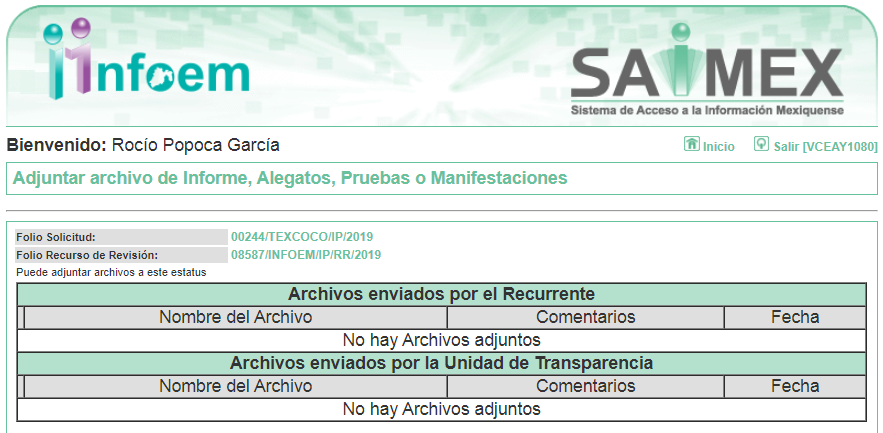 infoem
SAIMEX
Sistema de Acceso a la Información Mexiquense
Bienvenido: Rocío Popoca García
Inicio Salir [VCEAY1080]
Adjuntar archivo de Informe, Alegatos, Pruebas o Manifestaciones
Folio Solicitud: 00244/TEXCOCO/IP/2019
Folio Recurso de Revisión: 08587/INFOEM/IP/RR/2019
Puede adjuntar archivos a este estatus
Archivos enviados por el Recurrente
Nombre del Archivo Comentarios Fecha
No hay Archivos adjuntos
Archivos enviados por la Unidad de Transparencia
Nombre del Archivo Comentarios Fecha
No hay Archivos adjuntos